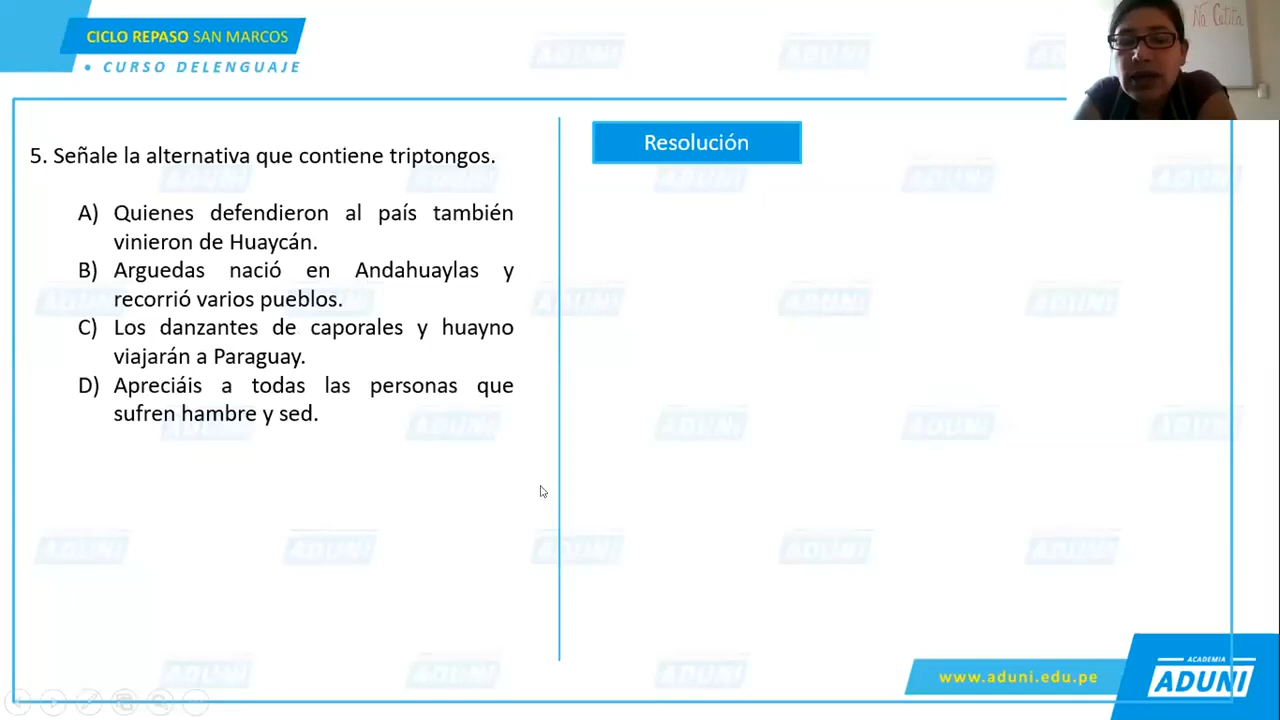 CICLO REPASO SAN MARCOS
• CURSO DELENGUAJE
Na Catita
5. Señale la alternativa que contiene triptongos.
A) Quienes defendieron al país también
vinieron de Huaycán.
B) Arguedas nació en Andahuaylas y
recorrió varios pueblos.
C) Los danzantes de caporales y huayno
viajarán a Paraguay.
D) Apreciáis a todas las personas que
sufren hambre y sed.
Resolución
www.aduni.edu.pe
ACADEMIA
ADUNI